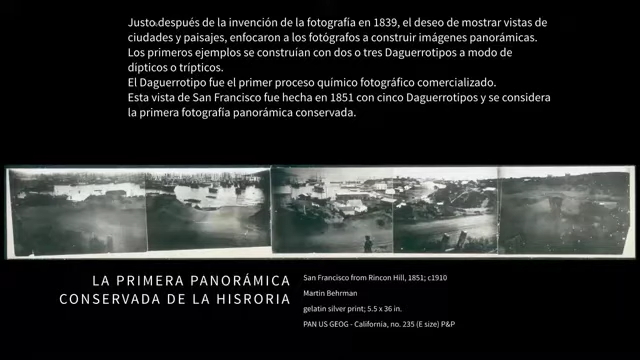 Justo después de la invención de la fotografía en 1839, el deseo de mostrar vistas de
ciudades y paisajes, enfocaron a los fotógrafos a construir imágenes panorámicas.
Los primeros ejemplos se construían con dos o tres Daguerrotipos a modo de
dípticos o trípticos.
El Daguerrotipo fue el primer proceso químico fotográfico comercializado.
Esta vista de San Francisco fue hecha en 1851 con cinco Daguerrotipos y se considera
la primera fotografía panorámica conservada.
LA PRIMERA PANORÁMICA
CONSERVADA DE LA HISRORIA
San Francisco from Rincon Hill, 1851; c1910
Martin Behrman
gelatin silver print; 5.5 x 36 in.
PAN US GEOG - California, no. 235 (E size) P&P